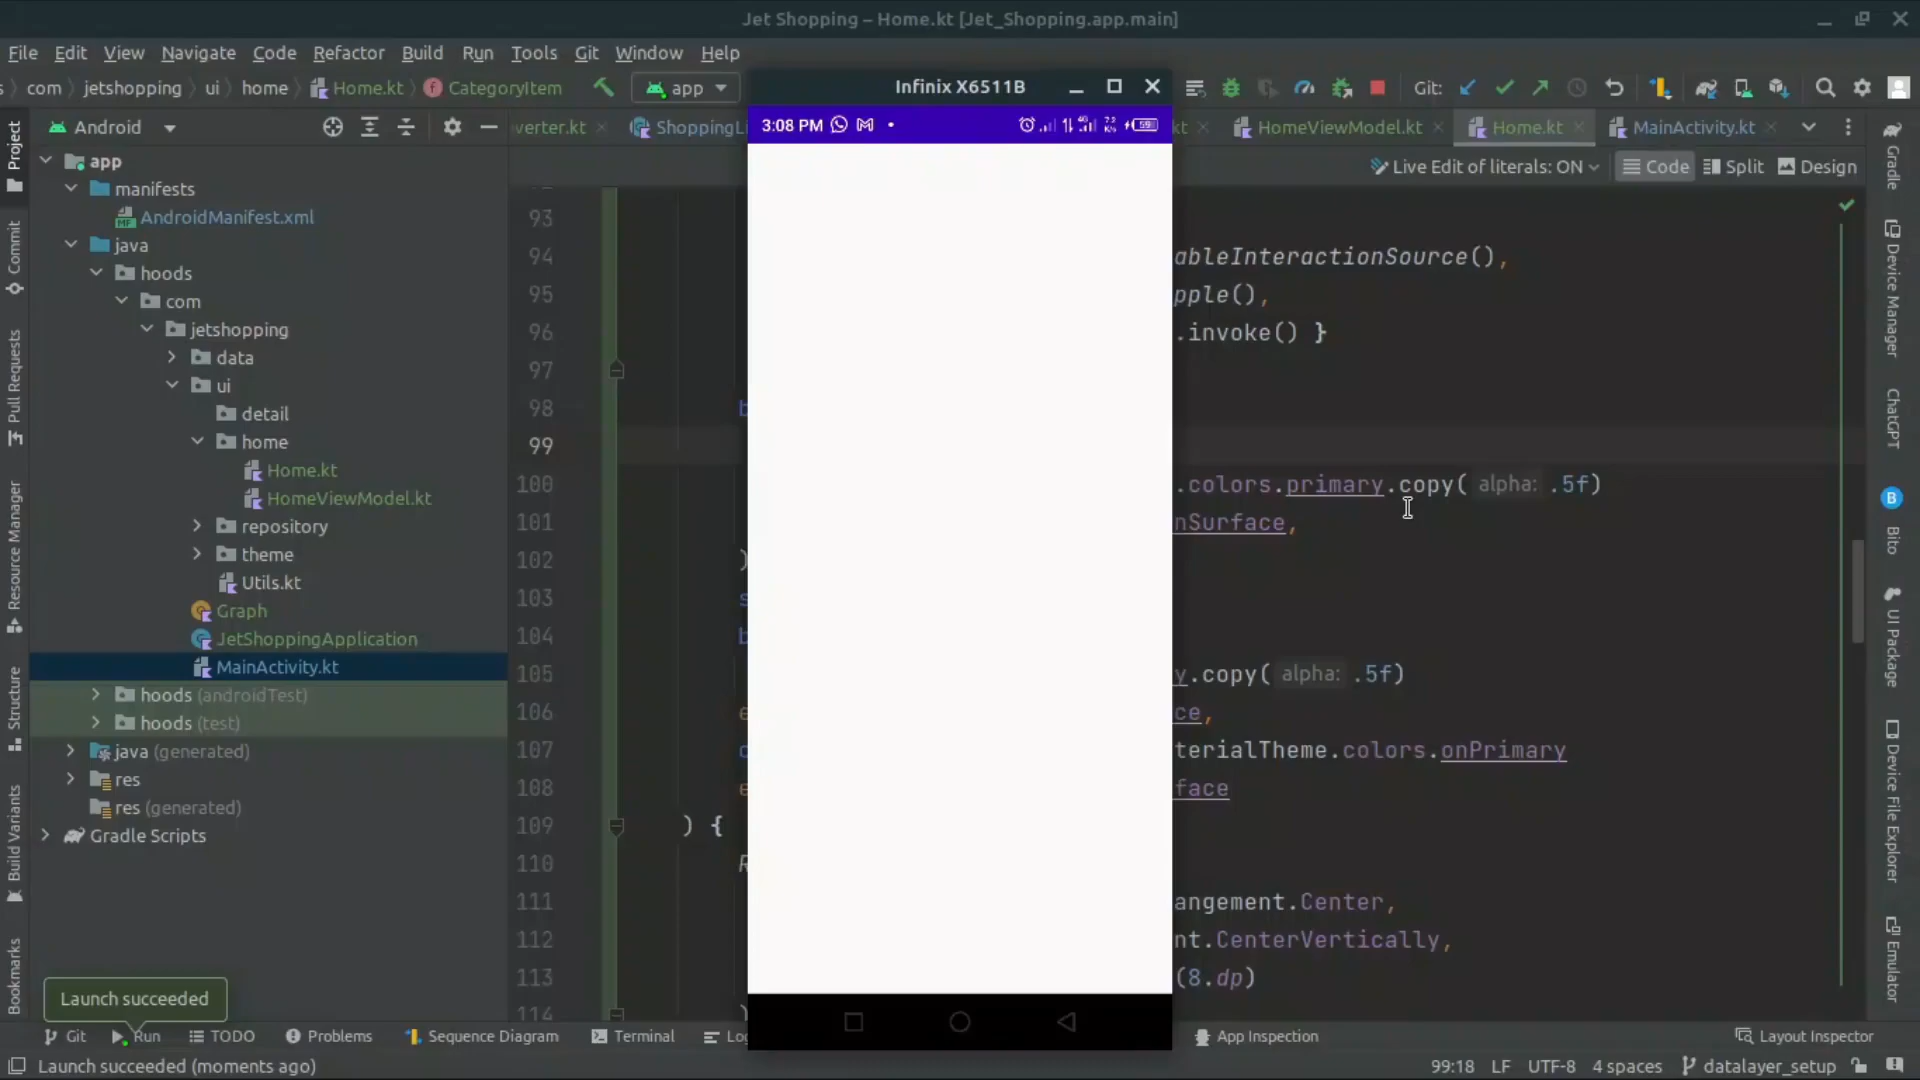 Jet Shopping – Home.kt [Jet_Shopping.app.main]
File Edit View Navigate Code Refactor Build Run Tools Git Window Help
com jetshopping ui home Home.kt CategoryItem app Git:
Infinix X6511B
3:08 PM
Android
verter.kt ShoppingLi kt HomeViewModel.kt Home.kt MainActivity.kt
Live Edit of literals: ON Code Split Design
app
manifests
AndroidManifest.xml
java
hoods
com
jetshopping
data
ui
detail
home
Home.kt
HomeViewModel.kt
repository
theme
Utils.kt
Graph
JetShoppingApplication
MainActivity.kt
hoods (androidTest)
hoods (test)
java (generated)
res
res (generated)
Gradle Scripts
93
94 ableInteractionSource(),
95 pple(),
96 .invoke() }
97
98 b
99
100 .colors.primary.copy( alpha: .5f)
101 nSurface,
102 )
103 s
104 b
105 y.copy( alpha: .5f)
106 e ce,
107 c terialTheme.colors.onPrimary
108 e rface
109 ) {
110 R
111 angement.Center,
112 nt.CenterVertically,
113 (8.dp)
114 )
Project
Commit
Pull Requests
Resource Manager
Structure
Build Variants
Bookmarks
Gradle
Device Manager
ChatGPT
Bito
UI Package
Device File Explorer
Emulator
Launch succeeded
Git Run TODO Problems Sequence Diagram Terminal Lo App Inspection Layout Inspector
Launch succeeded (moments ago) 99:18 LF UTF-8 4 spaces datalayer_setup